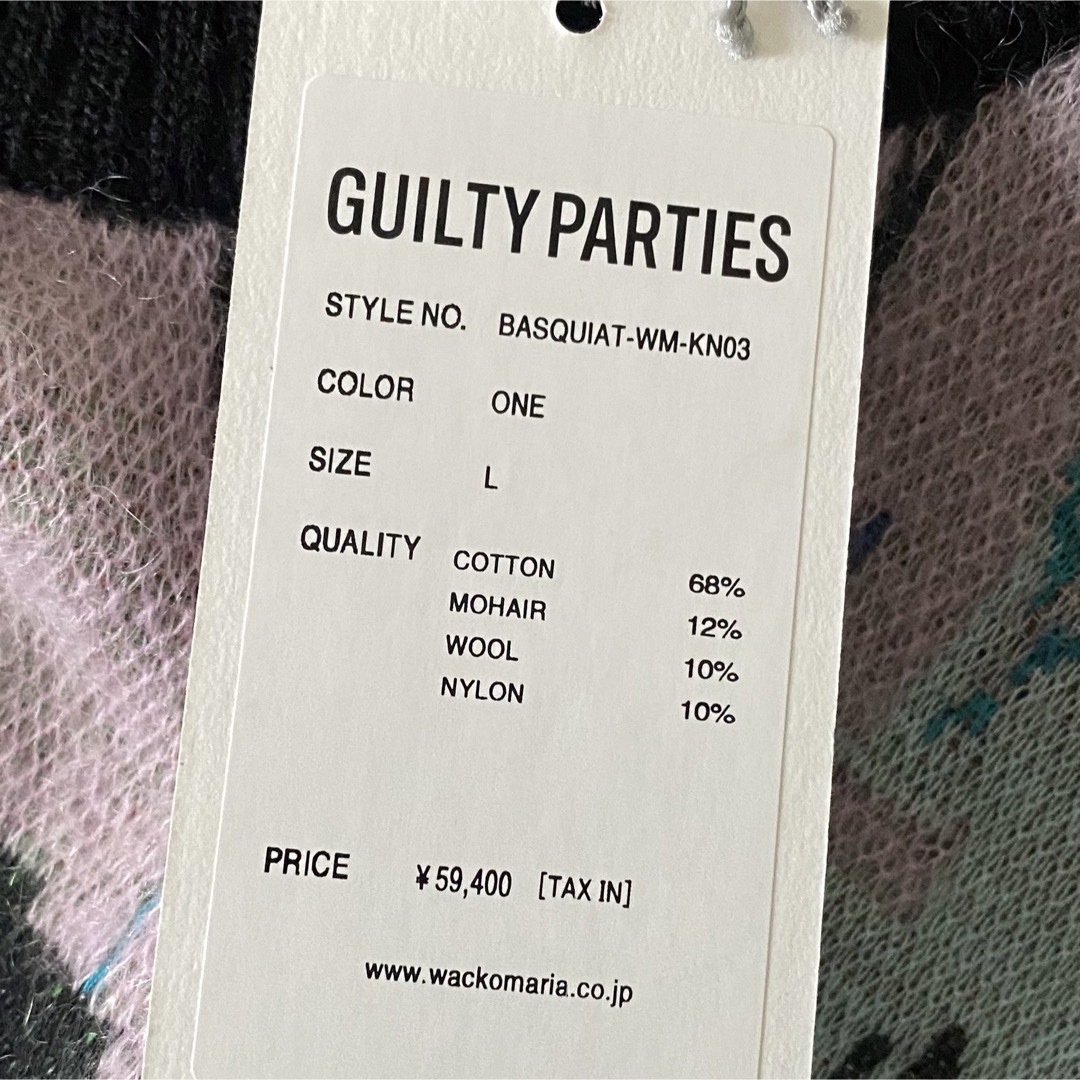 GUILTY PARTIES
STYLE NO. BASQUIAT-WM-KN03
COLOR ONE
SIZE L
QUALITY COTTON 68%
MOHAIR 12%
WOOL 10%
NYLON 10%
PRICE ¥59,400 [TAX IN]
www.wackomaria.co.jp